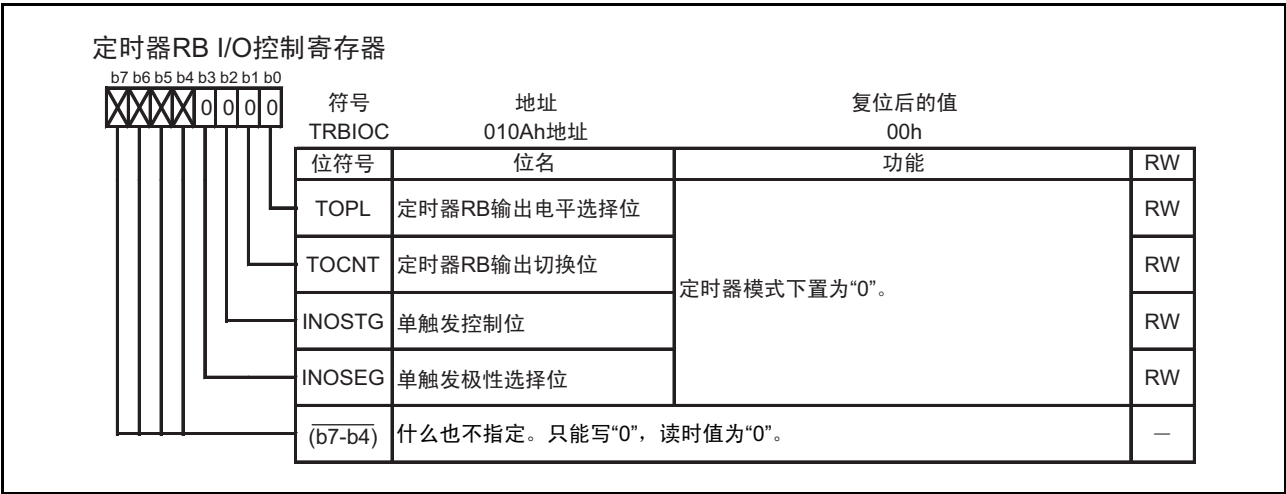 定时器RB I/O控制寄存器
b7 b6 b5 b4 b3 b2 b1 b0
0 0 0 0
符号 地址 复位后的值
TRBIOC 010Ah地址 00h
位符号 位名 功能 RW
TOPL 定时器RB输出电平选择位 RW
TOCNT 定时器RB输出切换位 RW
定时器模式下置为“0”。
INOSTG 单触发控制位 RW
INOSEG 单触发极性选择位 RW
(b7-b4) 什么也不指定。只能写“0”，读时值为“0”。 —